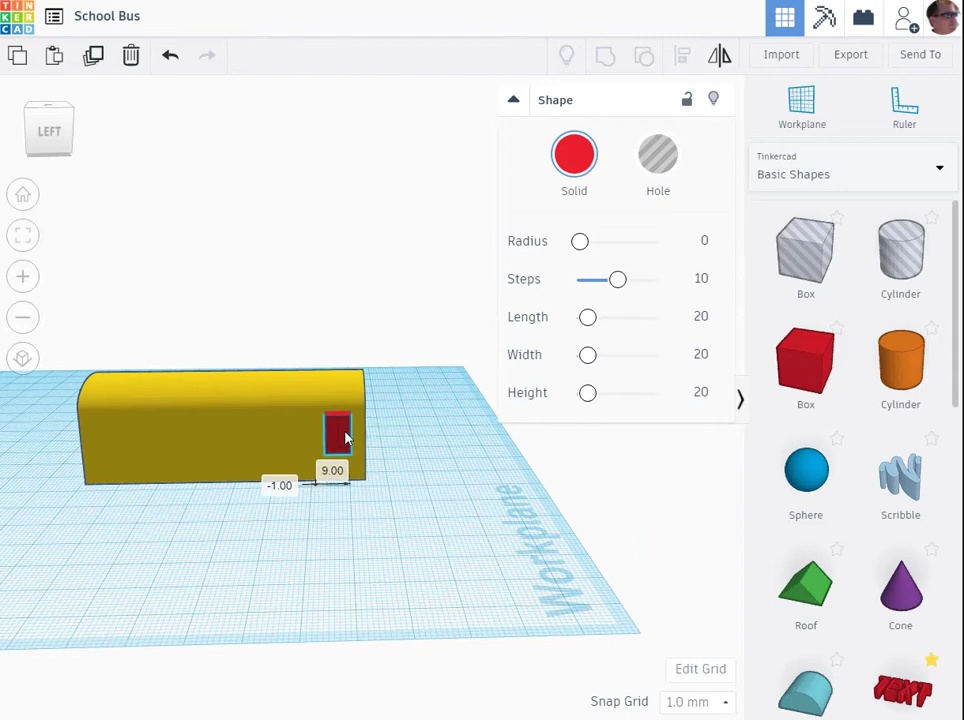 TIN
KER
CAD
School Bus
Import
Export
Send To
LEFT
Shape
Solid
Hole
Radius 0
Steps 10
Length 20
Width 20
Height 20
Workplane
Ruler
Tinkercad
Basic Shapes
Box
Cylinder
Box
Cylinder
Sphere
Scribble
Roof
Cone
TEXT
9.00
-1.00
Workplane
Edit Grid
Snap Grid 1.0 mm